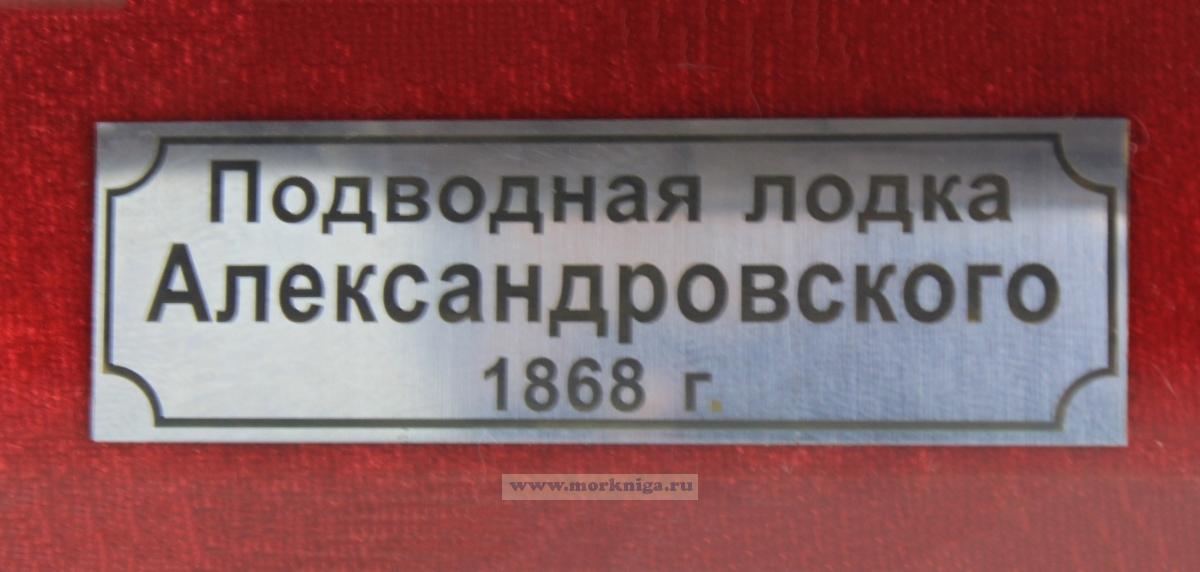 Подводная лодка
Александровского
1868 г.
www.morkniga.ru